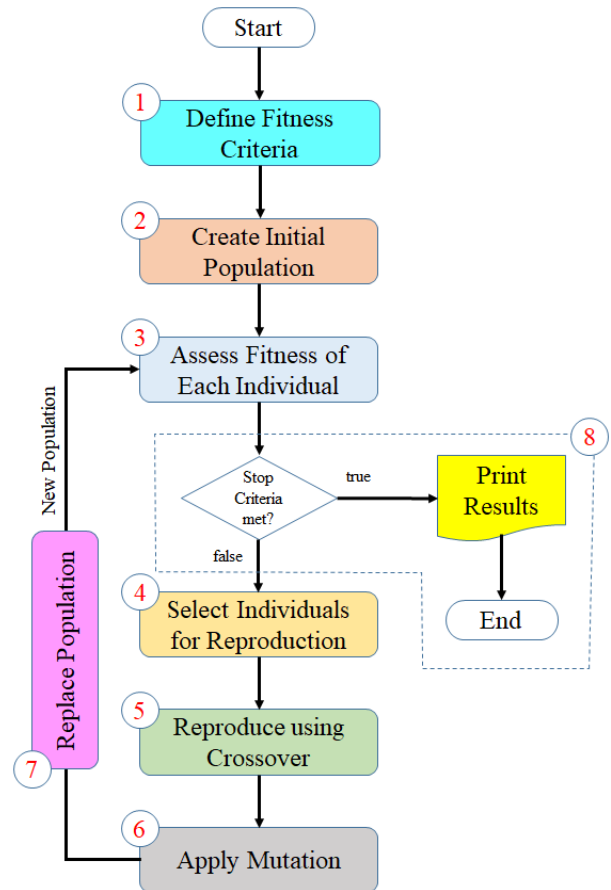 Start
1
Define Fitness
Criteria
2
Create Initial
Population
3
Assess Fitness of
Each Individual
New Population
8
Stop
Criteria
met?
true
Print
Results
false
End
4
Select Individuals
for Reproduction
5
Reproduce using
Crossover
6
Apply Mutation
7
Replace Population